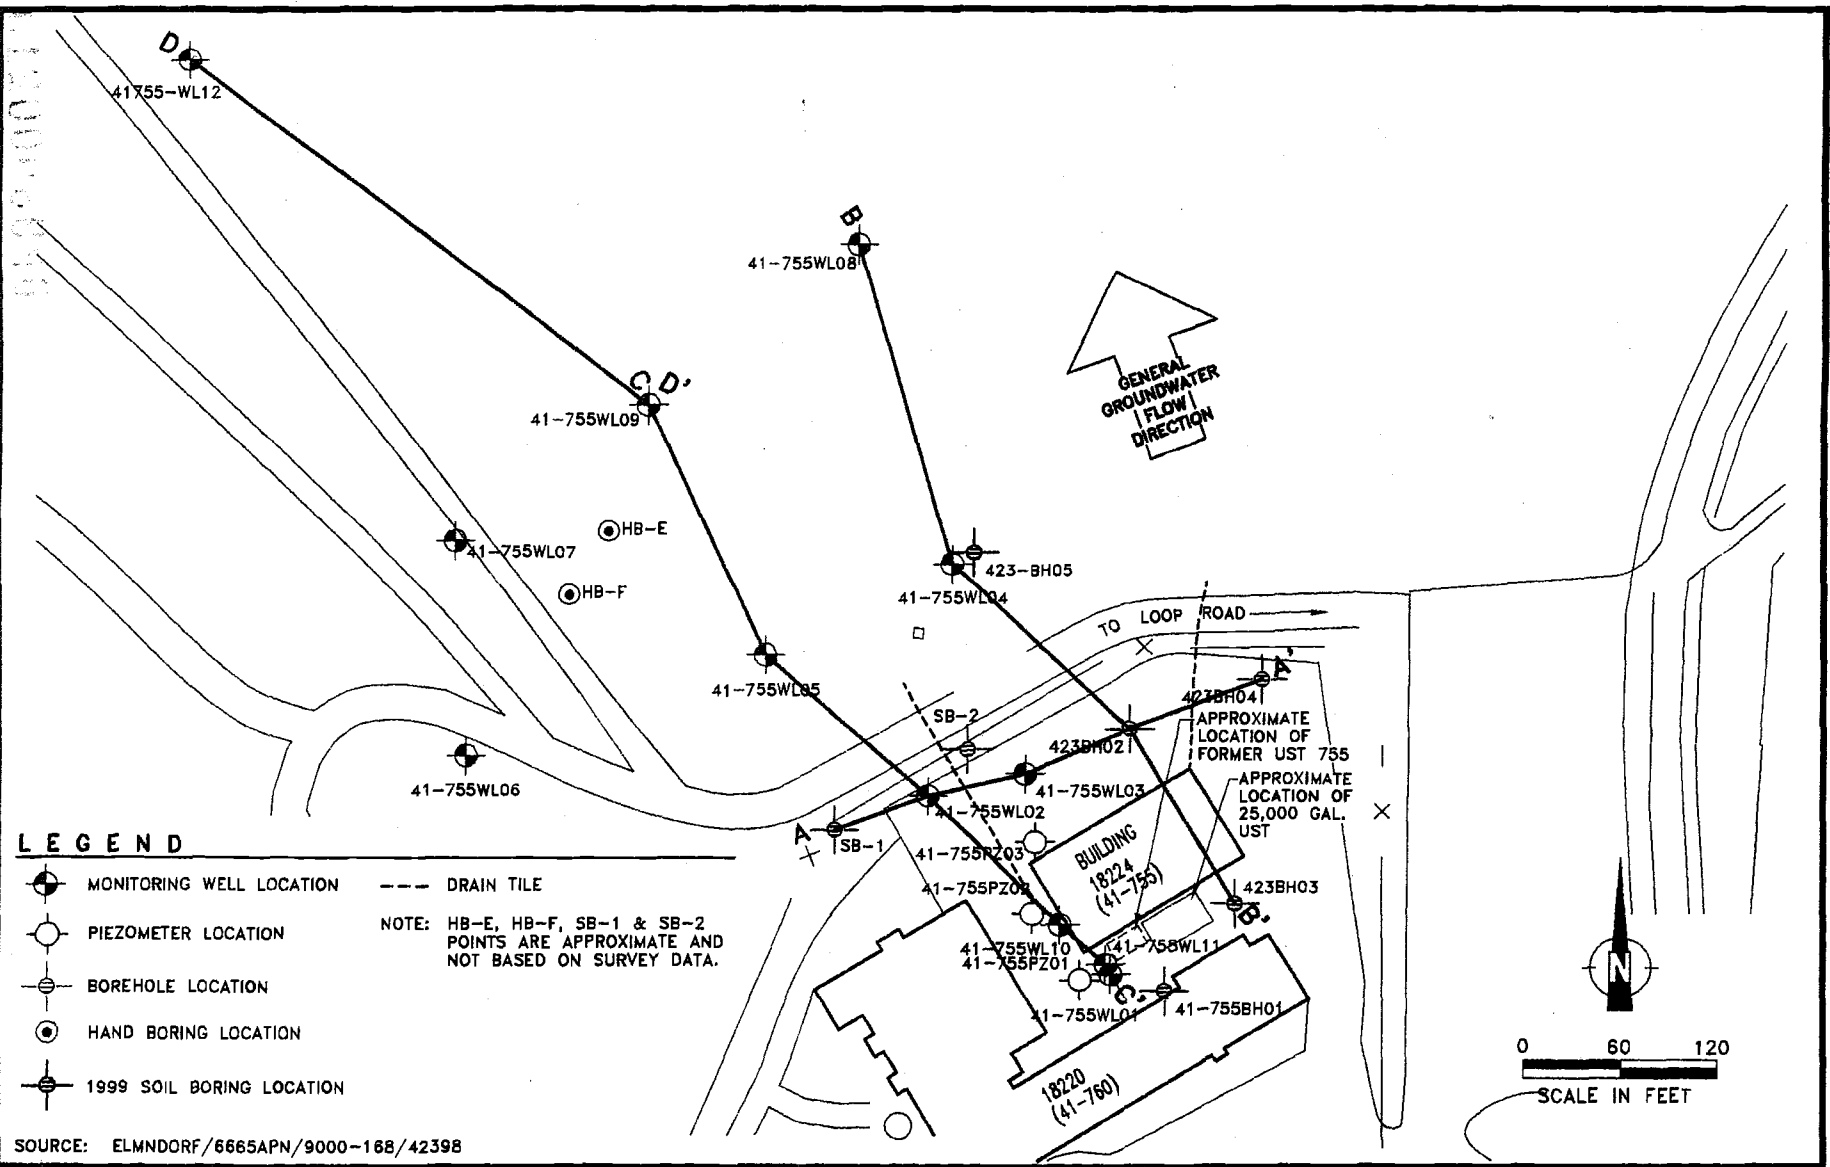 D
41755-WL12
B
41-755WL08
C D'
41-755WL09
GENERAL
GROUNDWATER
FLOW
DIRECTION
HB-E
41-755WL07
HB-F
423-BH05
41-755WL04
TO LOOP ROAD
A'
41-755WL05
423BH04
SB-2
APPROXIMATE
LOCATION OF
FORMER UST 755
423BH02
41-755WL06
41-755WL03
APPROXIMATE
LOCATION OF
25,000 GAL.
UST
41-755WL02
A
SB-1
41-755PZ03
BUILDING
18224
(41-755)
41-755PZ02
423BH03
B'
41-755WL10
41-755WL11
41-755PZ01
C'
41-755WL01
41-755BH01
18220
(41-760)
LEGEND
MONITORING WELL LOCATION
PIEZOMETER LOCATION
BOREHOLE LOCATION
HAND BORING LOCATION
1999 SOIL BORING LOCATION
DRAIN TILE
NOTE: HB-E, HB-F, SB-1 & SB-2
POINTS ARE APPROXIMATE AND
NOT BASED ON SURVEY DATA.
N
0 60 120
SCALE IN FEET
SOURCE: ELMNDORF/6665APN/9000-168/42398